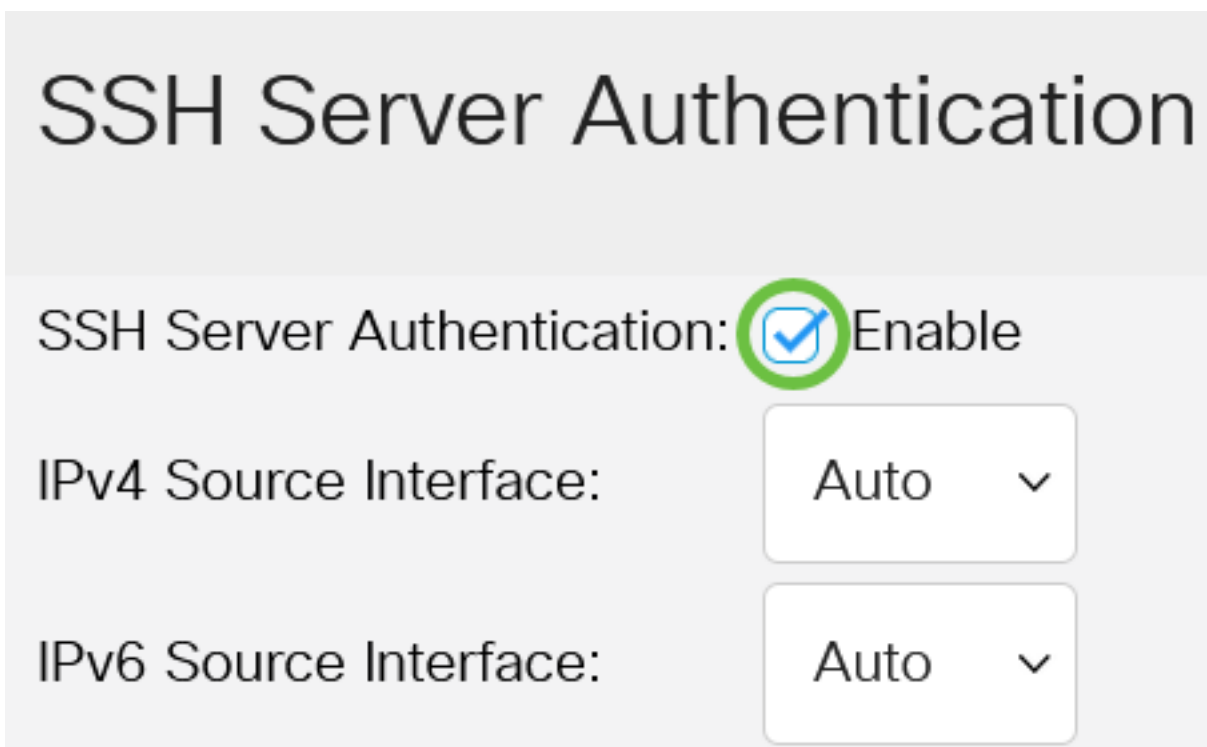 SSH Server Authentication
SSH Server Authentication: Enable
IPv4 Source Interface: Auto
IPv6 Source Interface: Auto